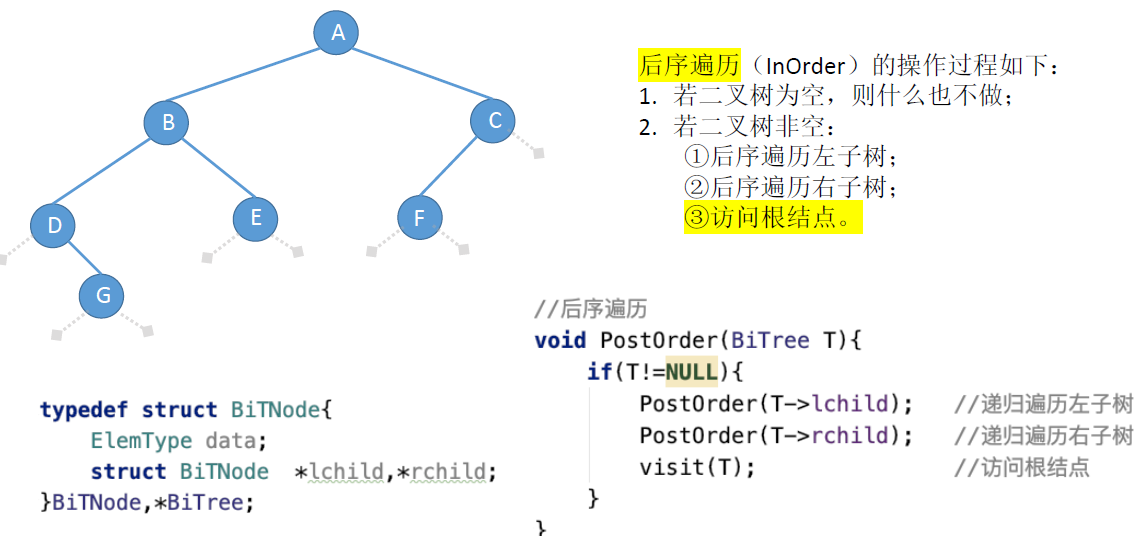 A
B
C
D
E
F
G
后序遍历（InOrder）的操作过程如下：
1. 若二叉树为空，则什么也不做；
2. 若二叉树非空：
①后序遍历左子树；
②后序遍历右子树；
③访问根结点。
//后序遍历
void PostOrder(BiTree T){
if(T!=NULL){
PostOrder(T->lchild); //递归遍历左子树
PostOrder(T->rchild); //递归遍历右子树
visit(T); //访问根结点
}
}
typedef struct BiTNode{
ElemType data;
struct BiTNode *lchild,*rchild;
}BiTNode,*BiTree;